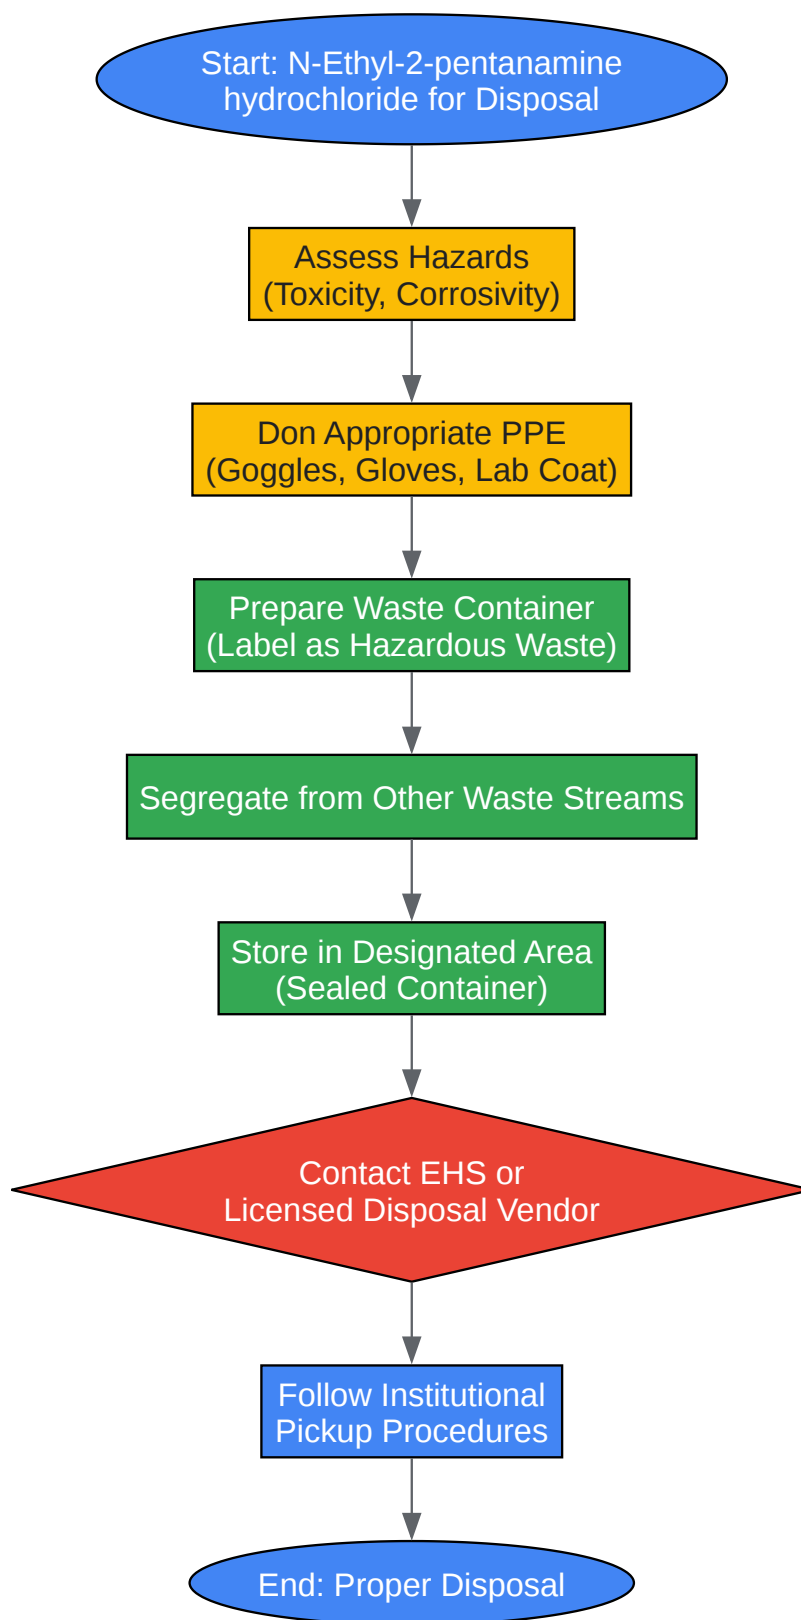 Start: N-Ethyl-2-pentanamine
hydrochloride for Disposal
Assess Hazards
(Toxicity, Corrosivity)
Don Appropriate PPE
(Goggles, Gloves, Lab Coat)
Prepare Waste Container
(Label as Hazardous Waste)
Segregate from Other Waste Streams
Store in Designated Area
(Sealed Container)
Contact EHS or
Licensed Disposal Vendor
Follow Institutional
Pickup Procedures
End: Proper Disposal